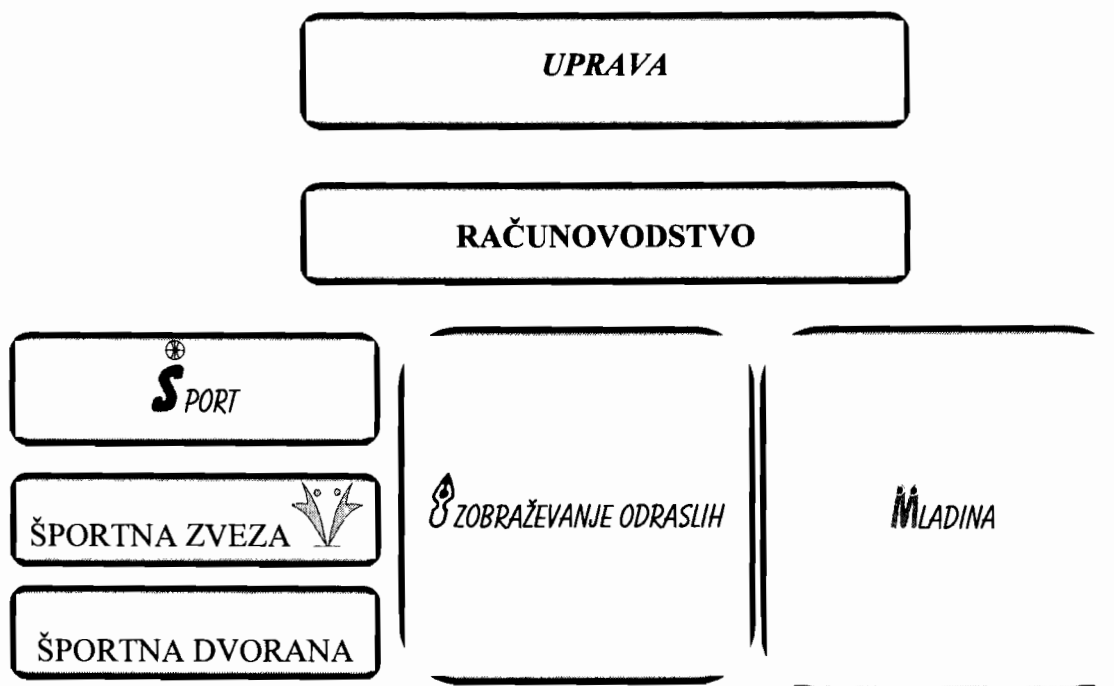 UPRAVA
RAČUNOVODSTVO
ŠPORT
ŠPORTNA ZVEZA
ŠPORTNA DVORANA
IZOBRAŽEVANJE ODRASLIH
MLADINA